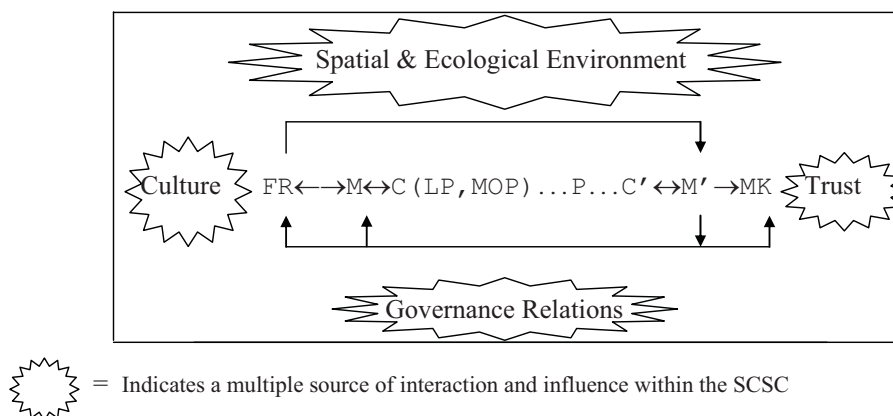 Spatial & Ecological Environment
Culture
FR←→M↔C(LP,MOP)...P...C’↔M’→MK
Trust
Governance Relations
= Indicates a multiple source of interaction and influence within the SCSC